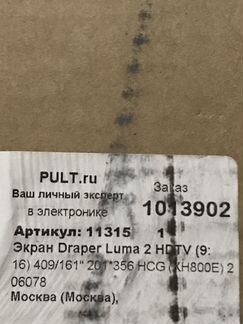 PULT.ru
Ваш личный эксперт
в электронике
Заказ
1013902
Артикул: 11315 1
Экран Draper Luma 2 HDTV (9:
16) 409/161" 201*356 HCG (XH800E) 2
06078
Москва (Москва),